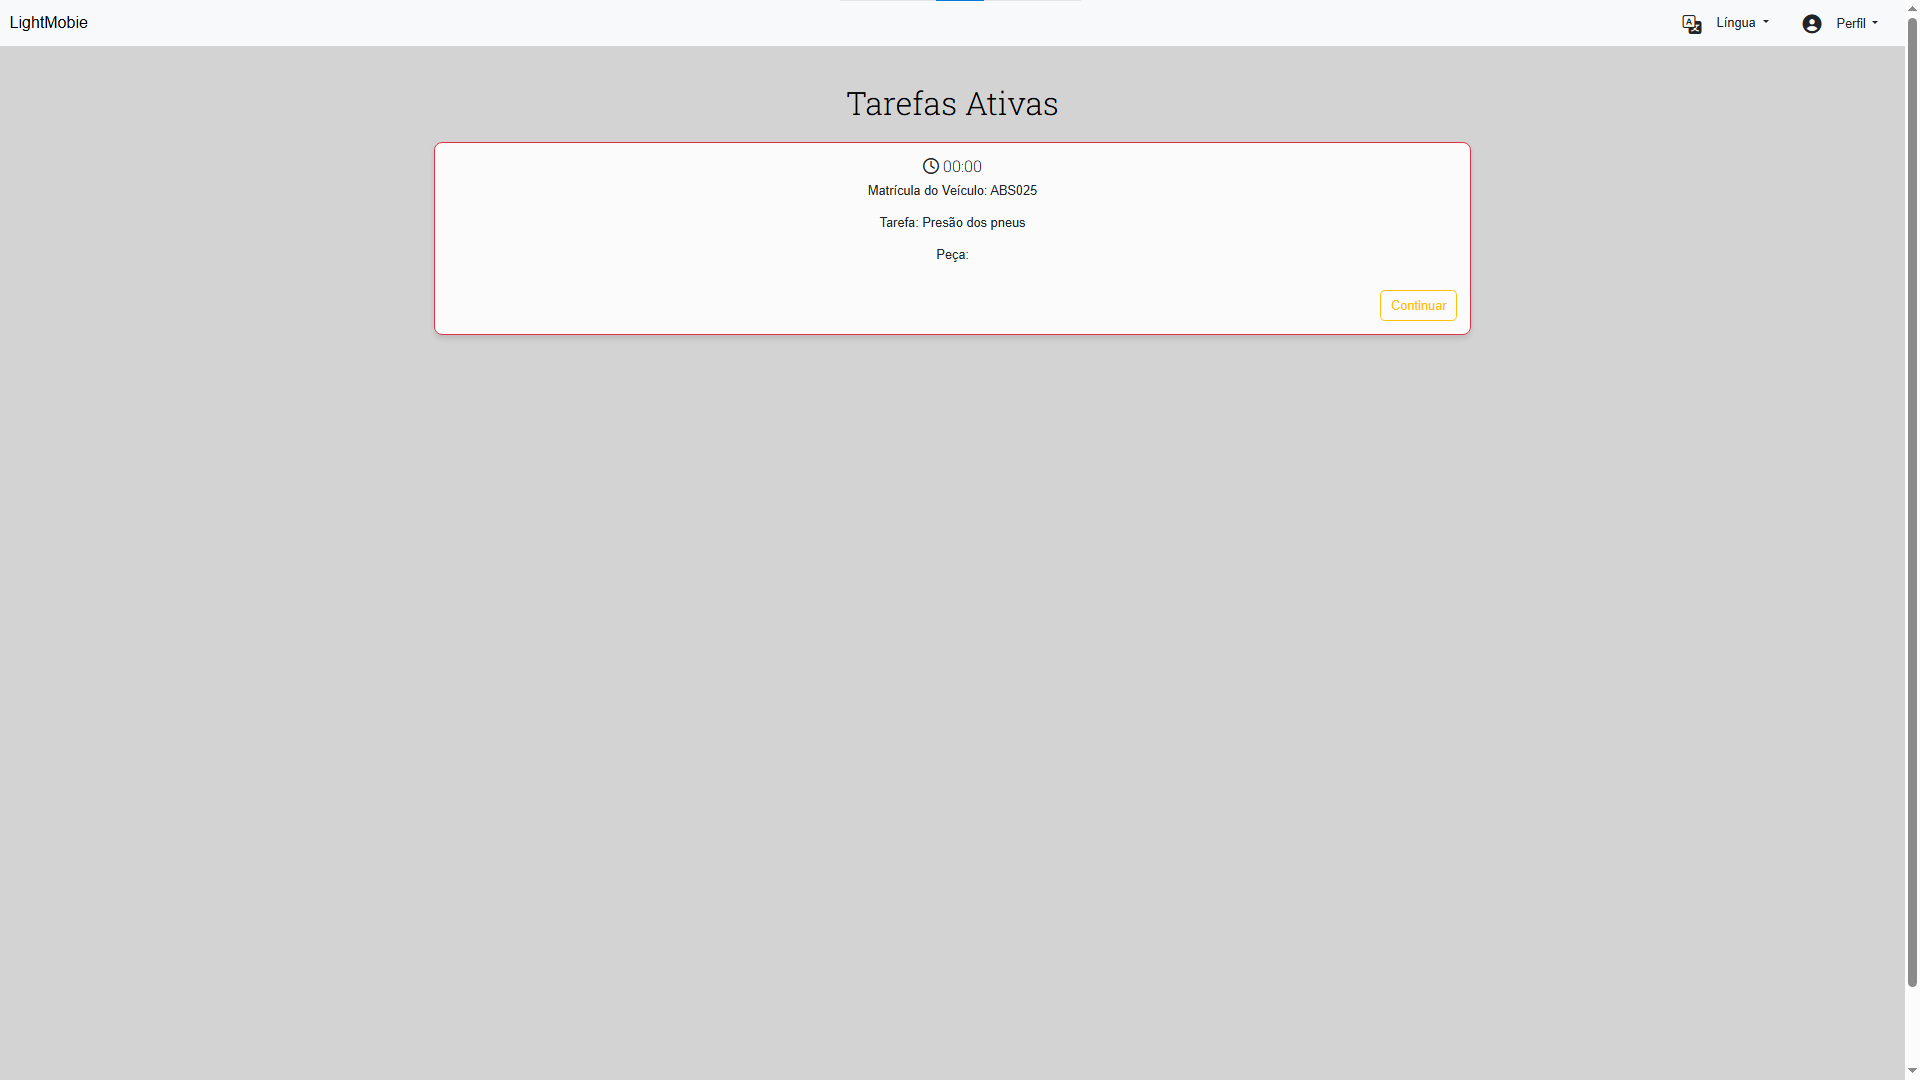 LightMobie
Língua
Perfil
Tarefas Ativas
00:00
Matrícula do Veículo: ABS025
Tarefa: Presão dos pneus
Peça:
Continuar